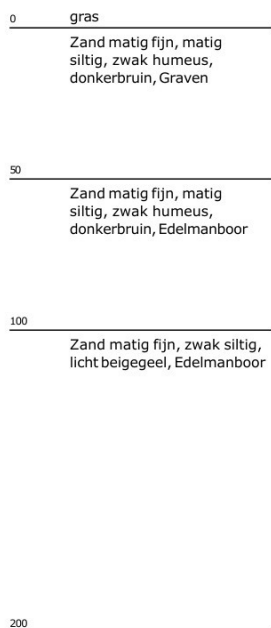 0 gras
Zand matig fijn, matig
siltig, zwak humeus,
donkerbruin, Graven
50
Zand matig fijn, matig
siltig, zwak humeus,
donkerbruin, Edelmanboor
100
Zand matig fijn, zwak siltig,
licht beigegeel, Edelmanboor
200